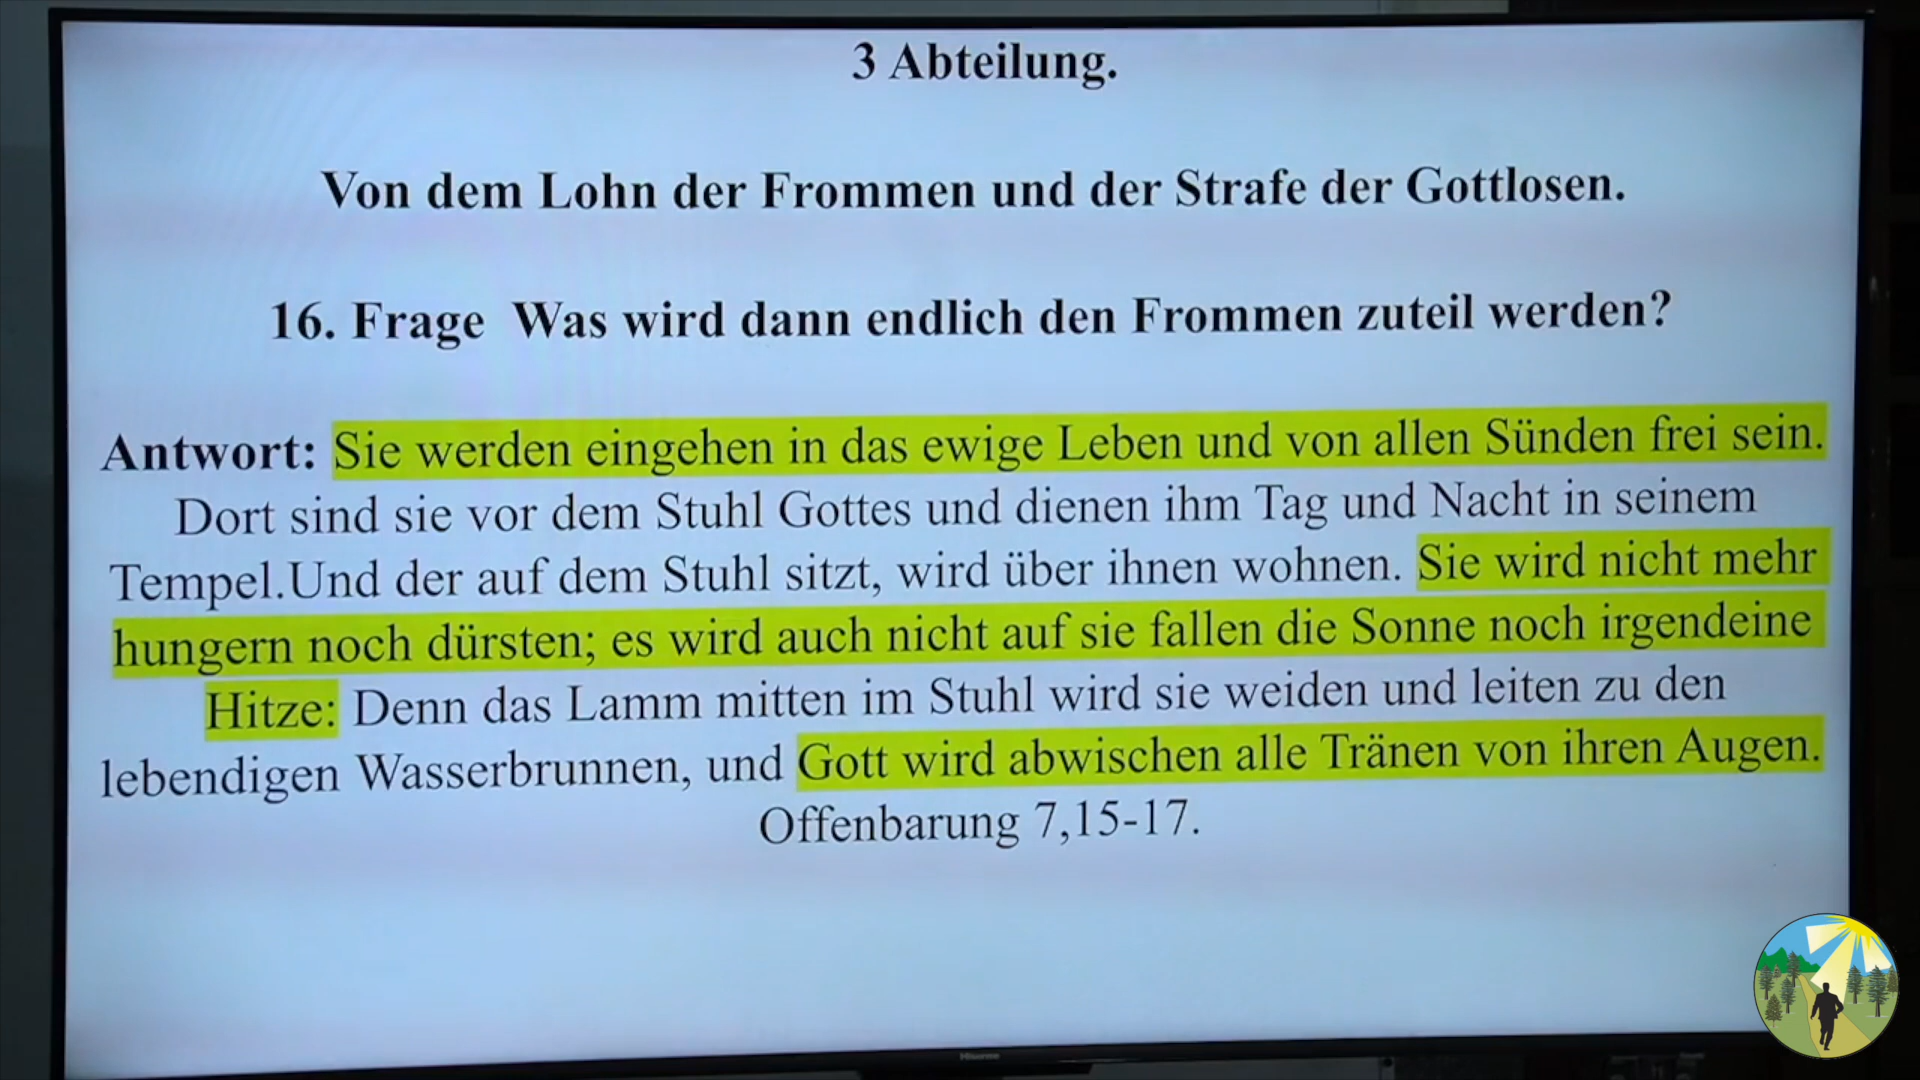 3 Abteilung.
Von dem Lohn der Frommen und der Strafe der Gottlosen.
16. Frage  Was wird dann endlich den Frommen zuteil werden?
Antwort: Sie werden eingehen in das ewige Leben und von allen Sünden frei sein.
Dort sind sie vor dem Stuhl Gottes und dienen ihm Tag und Nacht in seinem
Tempel.Und der auf dem Stuhl sitzt, wird über ihnen wohnen. Sie wird nicht mehr
hungern noch dürsten; es wird auch nicht auf sie fallen die Sonne noch irgendeine
Hitze: Denn das Lamm mitten im Stuhl wird sie weiden und leiten zu den
lebendigen Wasserbrunnen, und Gott wird abwischen alle Tränen von ihren Augen.
Offenbarung 7,15-17.
Hisense